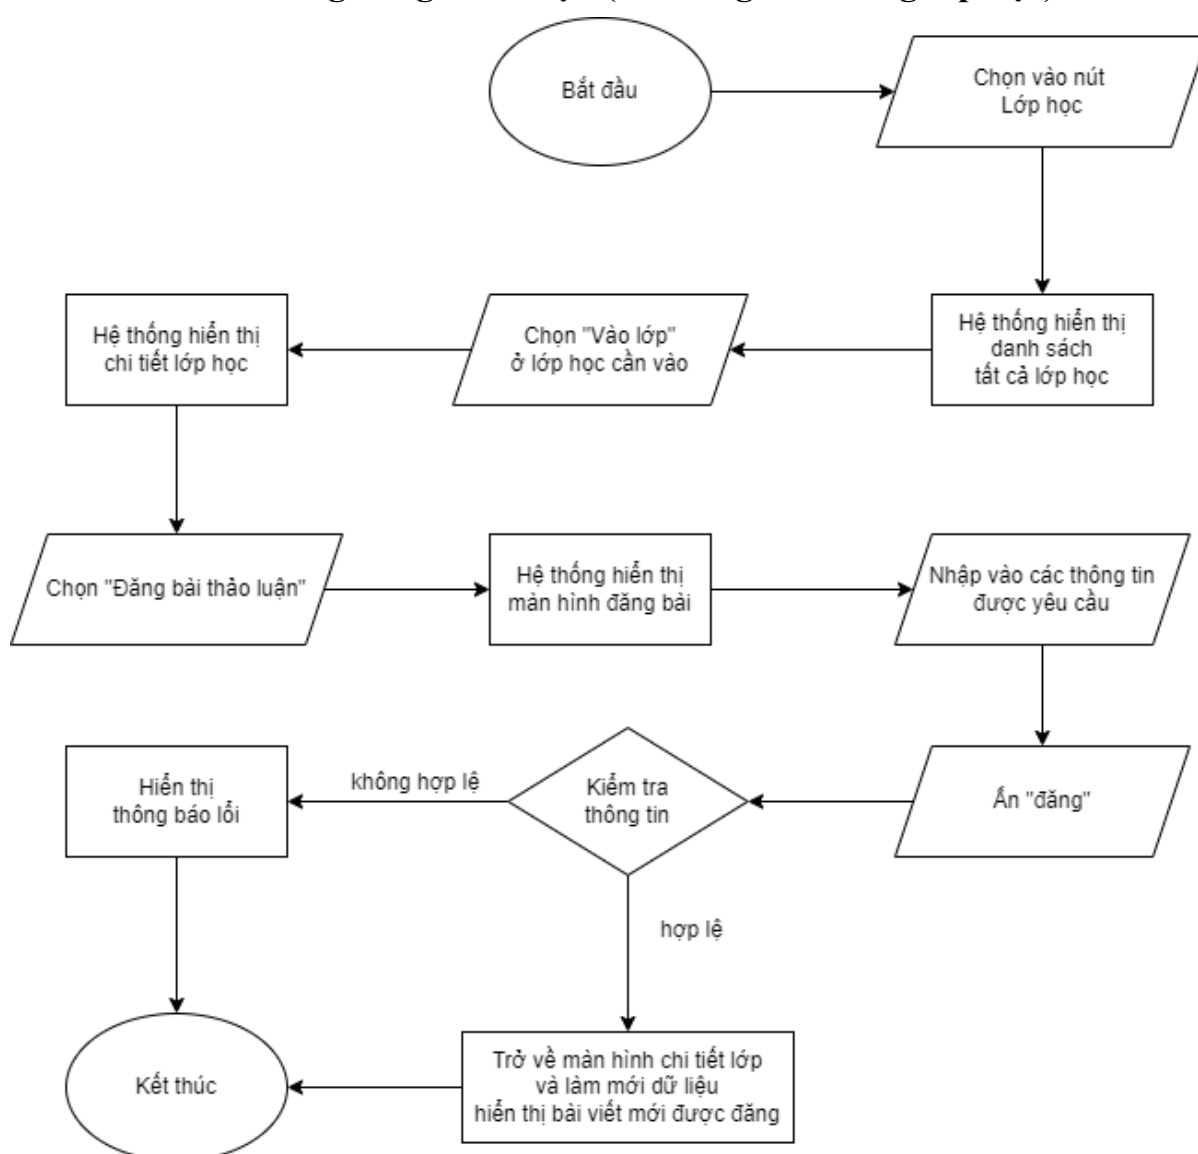 Bắt đầu
Chọn vào nút
Lớp học
Hệ thống hiển thị
danh sách
tất cả lớp học
Chọn "Vào lớp"
ở lớp học cần vào
Hệ thống hiển thị
chi tiết lớp học
Chọn "Đăng bài thảo luận"
Hệ thống hiển thị
màn hình đăng bài
Nhập vào các thông tin
được yêu cầu
Ấn "đăng"
Kiểm tra
thông tin
không hợp lệ
Hiển thị
thông báo lỗi
hợp lệ
Trở về màn hình chi tiết lớp
và làm mới dữ liệu
hiển thị bài viết mới được đăng
Kết thúc